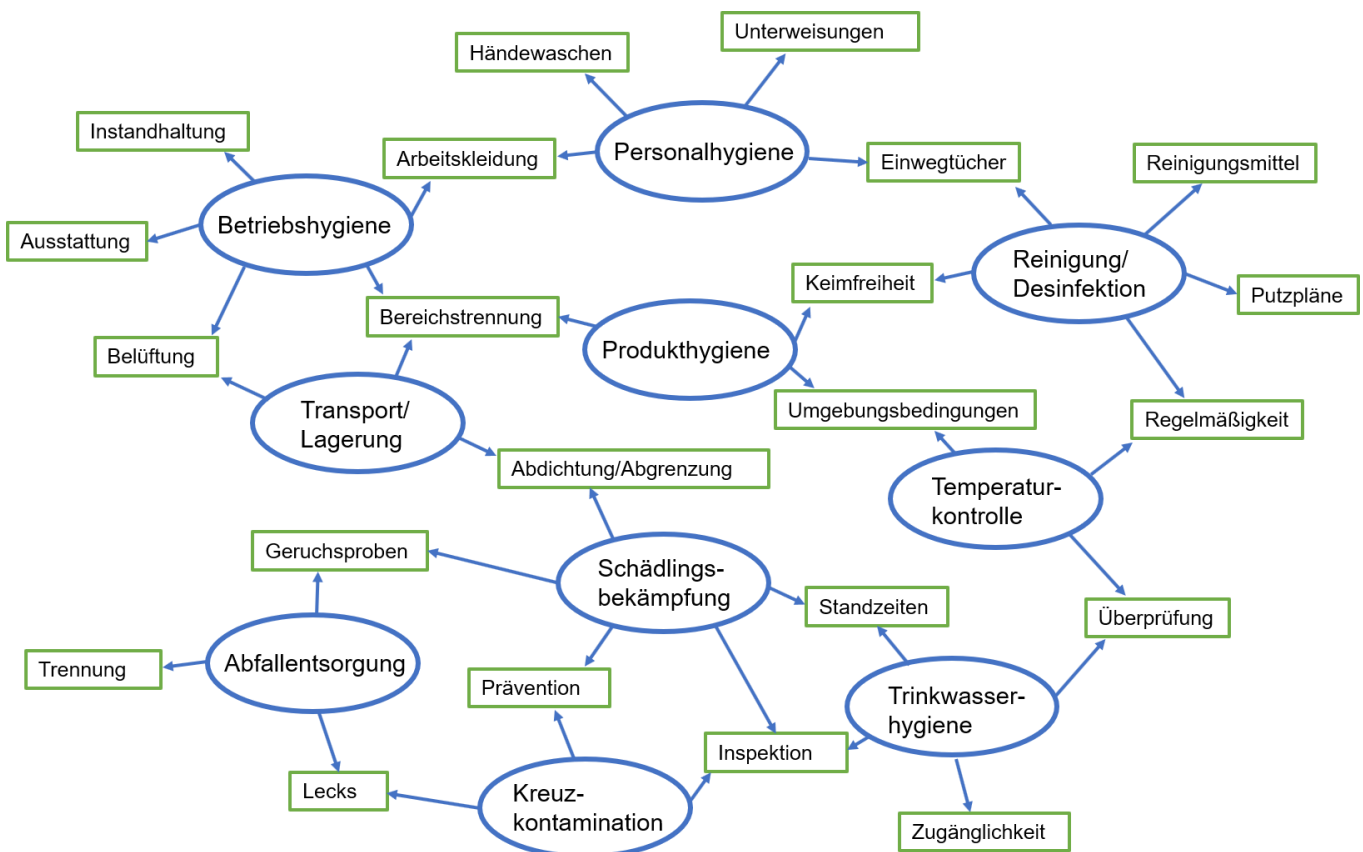 Unterweisungen
Händewaschen
Instandhaltung
Arbeitskleidung
Personalhygiene
Einwegtücher
Reinigungsmittel
Betriebshygiene
Ausstattung
Reinigung/
Desinfektion
Keimfreiheit
Putzpläne
Bereichstrennung
Produkthygiene
Belüftung
Transport/
Lagerung
Umgebungsbedingungen
Regelmäßigkeit
Abdichtung/Abgrenzung
Temperatur-
kontrolle
Geruchsproben
Schädlings-
bekämpfung
Standzeiten
Überprüfung
Trennung
Abfallentsorgung
Prävention
Trinkwasser-
hygiene
Inspektion
Lecks
Kreuz-
kontamination
Zugänglichkeit